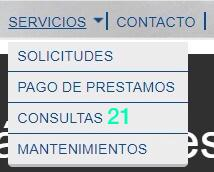 SERVICIOS | CONTACTO |
SOLICITUDES
PAGO DE PRESTAMOS
CONSULTAS 21
MANTENIMIENTOS